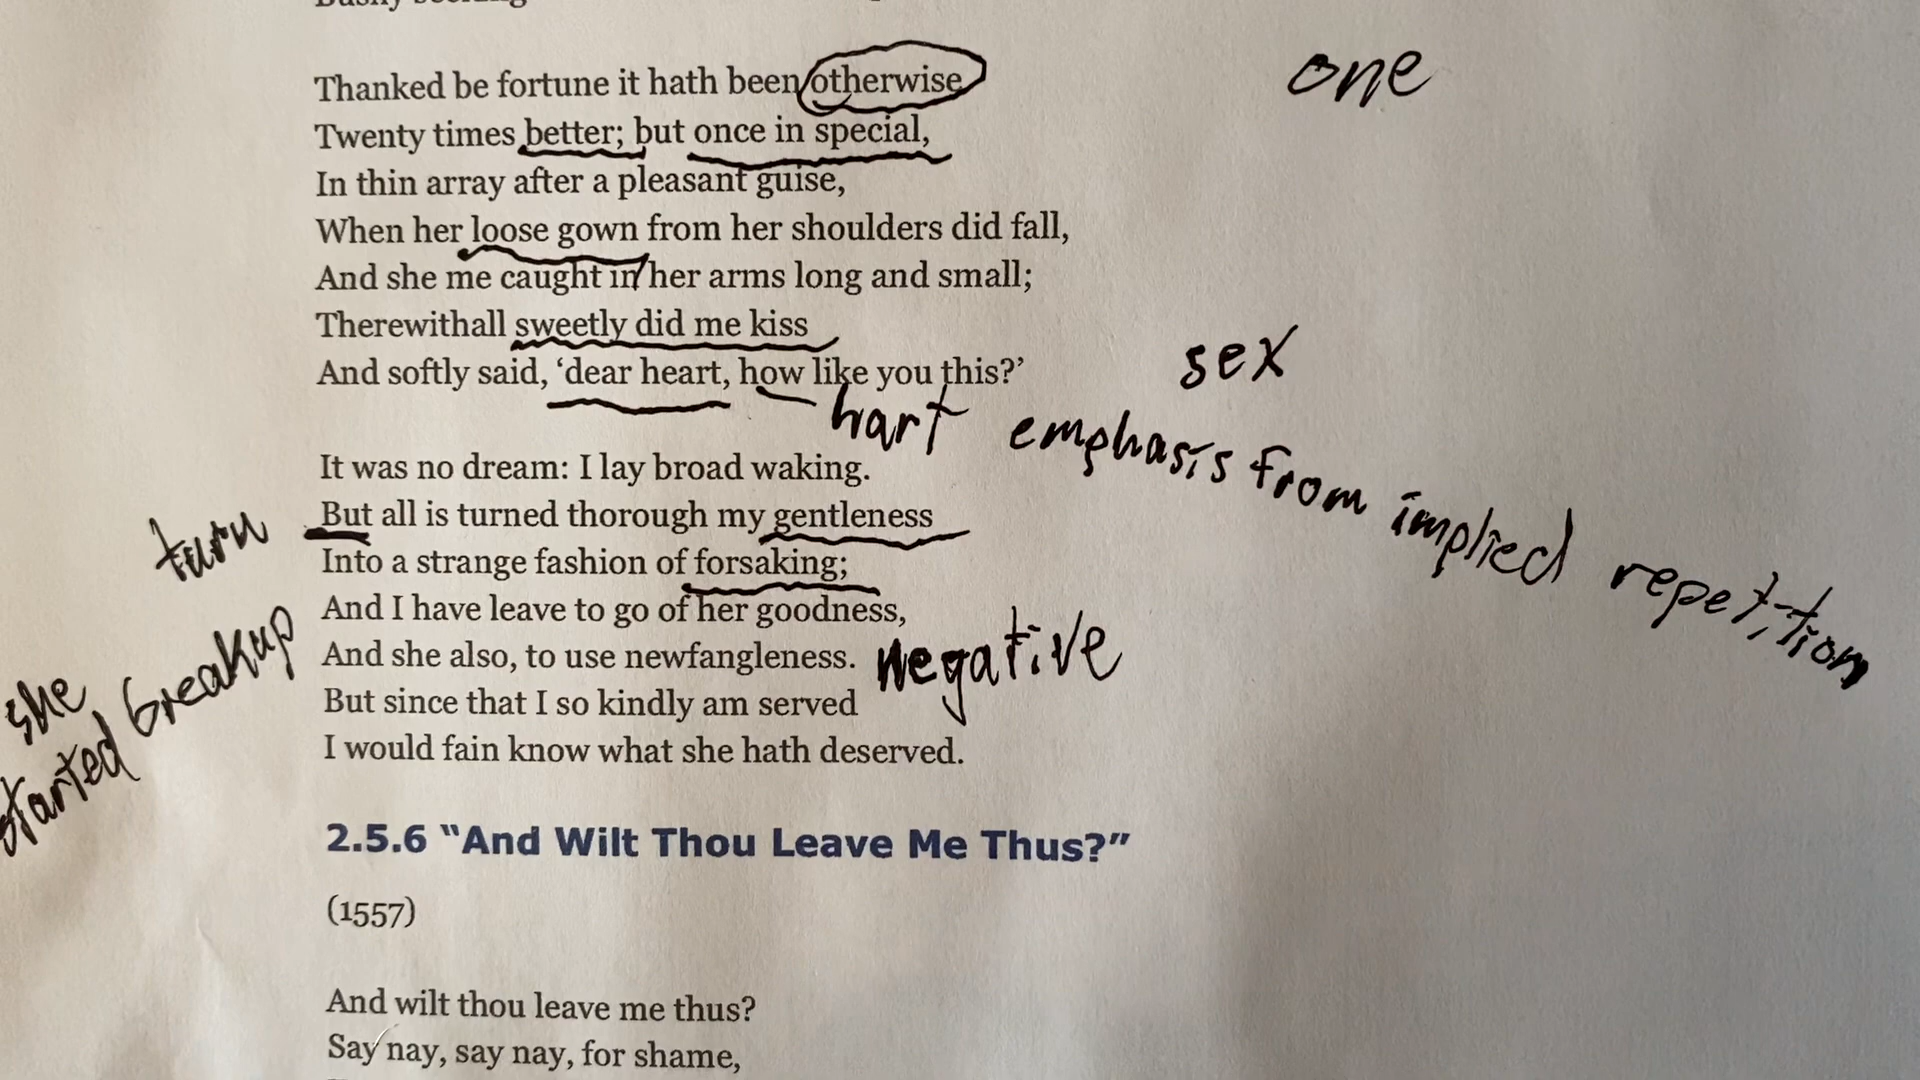 Thanked be fortune it hath been otherwise
one
Twenty times better; but once in special,
In thin array after a pleasant guise,
When her loose gown from her shoulders did fall,
And she me caught in her arms long and small;
Therewithall sweetly did me kiss
sex
And softly said, ‘dear heart, how like you this?’
hart emphasis from implied repetition
It was no dream: I lay broad waking.
turn
But all is turned thorough my gentleness
Into a strange fashion of forsaking;
And I have leave to go of her goodness,
And she also, to use newfangleness.
negative
she
started breakup
But since that I so kindly am served
I would fain know what she hath deserved.
2.5.6 “And Wilt Thou Leave Me Thus?”
(1557)
And wilt thou leave me thus?
Say nay, say nay, for shame,